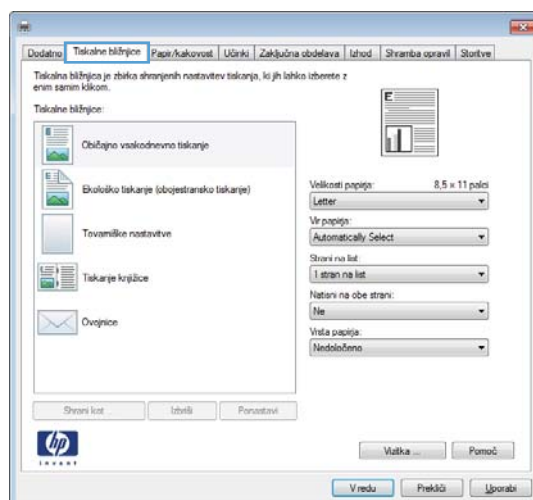 Dodatno Tiskalne bližnjice Papir/kakovost Učinki Zaključna obdelava Izhod Shramba opravil Storitve
Tiskalna bližnjica je zbirka shranjenih nastavitev tiskanja, ki jih lahko izberete z
enim samim klikom.
Tiskalne bližnjice:
Običajno vsakodnevno tiskanje
Ekološko tiskanje (obojestransko tiskanje)
Tovarniške nastavitve
Tiskanje knjižice
Ovojnice
E
Velikosti papirja: 8,5 × 11 palci
Letter
Vir papirja:
Automatically Select
Strani na list:
1 stran na list
Natisni na obe strani:
Ne
Vrsta papirja:
Nedoločeno
Shrani kot Izbriši Ponastavi
hp
invent
Vizitka ... Pomoč
V redu Prekliči Uporabi